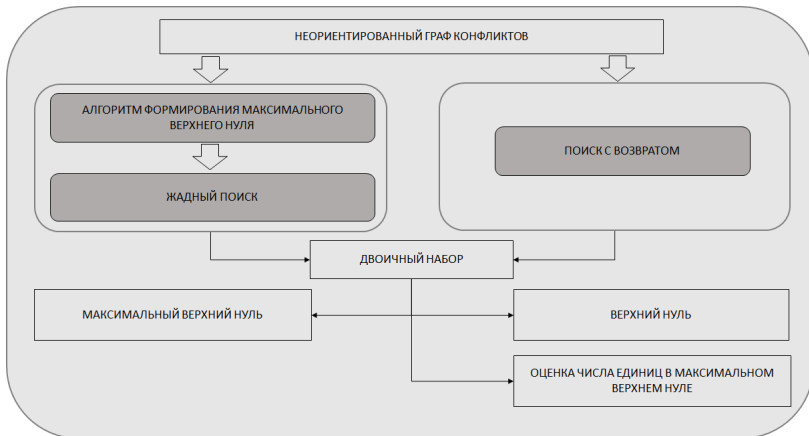 НЕОРИЕНТИРОВАННЫЙ ГРАФ КОНФЛИКТОВ
АЛГОРИТМ ФОРМИРОВАНИЯ МАКСИМАЛЬНОГО
ВЕРХНЕГО НУЛЯ
ЖАДНЫЙ ПОИСК
ПОИСК С ВОЗВРАТОМ
ДВОИЧНЫЙ НАБОР
МАКСИМАЛЬНЫЙ ВЕРХНИЙ НУЛЬ
ВЕРХНИЙ НУЛЬ
ОЦЕНКА ЧИСЛА ЕДИНИЦ В МАКСИМАЛЬНОМ
ВЕРХНЕМ НУЛЕ